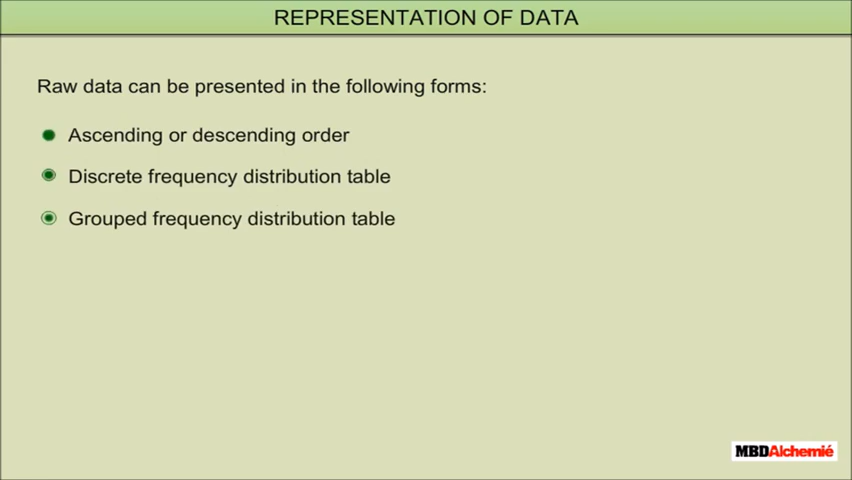 REPRESENTATION OF DATA
Raw data can be presented in the following forms:
Ascending or descending order
Discrete frequency distribution table
Grouped frequency distribution table
MBDAlchemié